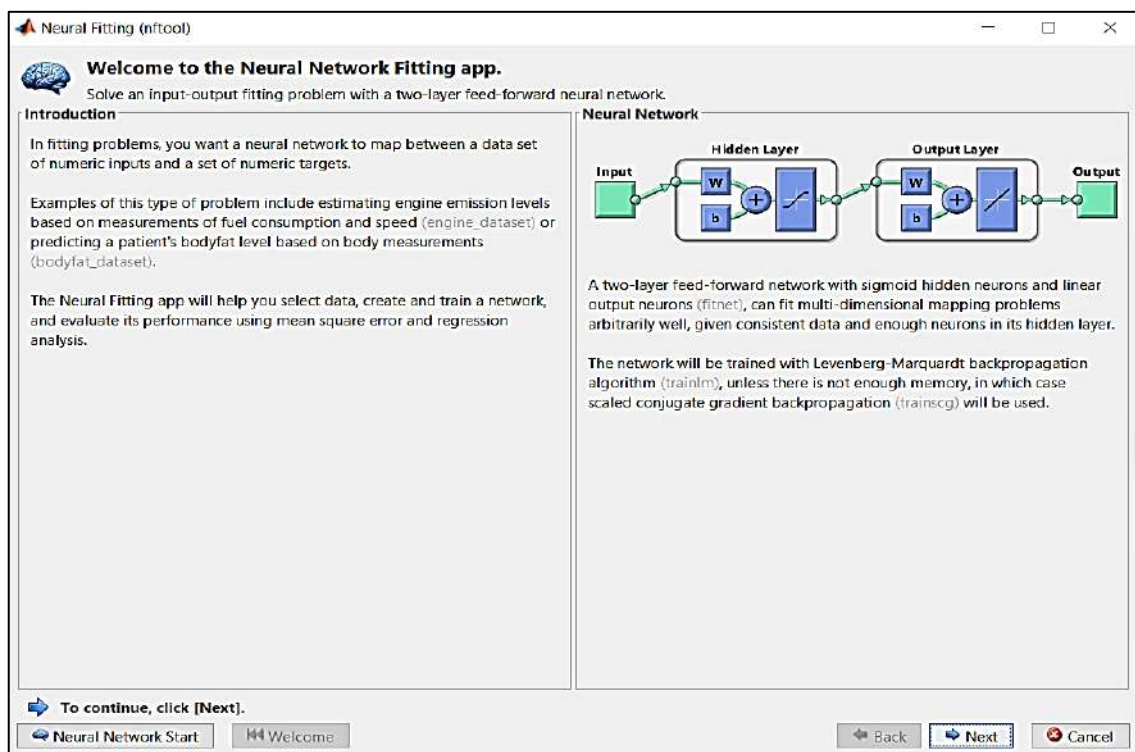 Neural Fitting (nftool)
Welcome to the Neural Network Fitting app.
Solve an input-output fitting problem with a two-layer feed-forward neural network.
Introduction
In fitting problems, you want a neural network to map between a data set
of numeric inputs and a set of numeric targets.
Examples of this type of problem include estimating engine emission levels
based on measurements of fuel consumption and speed (engine_dataset) or
predicting a patient's bodyfat level based on body measurements
(bodyfat_dataset).
The Neural Fitting app will help you select data, create and train a network,
and evaluate its performance using mean square error and regression
analysis.
Neural Network
Hidden Layer
Output Layer
Input
Output
W
b
+
W
b
+
A two-layer feed-forward network with sigmoid hidden neurons and linear
output neurons (fitnet), can fit multi-dimensional mapping problems
arbitrarily well, given consistent data and enough neurons in its hidden layer.
The network will be trained with Levenberg-Marquardt backpropagation
algorithm (trainlm), unless there is not enough memory, in which case
scaled conjugate gradient backpropagation (trainscg) will be used.
To continue, click [Next].
Neural Network Start
Welcome
Back
Next
Cancel